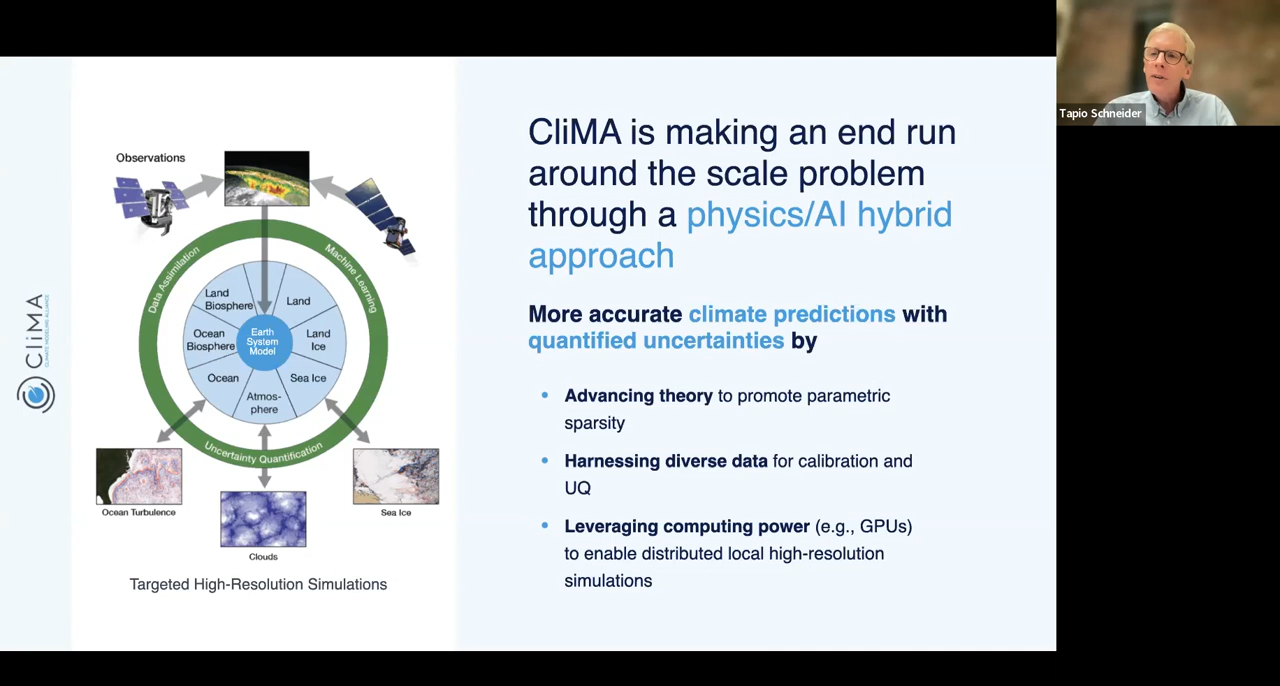 Tapio Schneider
CliMA
CLIMATE MODELING ALLIANCE
Observations
Data Assimilation
Machine Learning
Uncertainty Quantification
Land
Biosphere
Land
Ocean
Biosphere
Earth
System
Model
Land
Ice
Ocean
Sea Ice
Atmos-
phere
Ocean Turbulence
Clouds
Sea Ice
Targeted High-Resolution Simulations
CliMA is making an end run
around the scale problem
through a physics/AI hybrid
approach
More accurate climate predictions with
quantified uncertainties by
• Advancing theory to promote parametric
sparsity
• Harnessing diverse data for calibration and
UQ
• Leveraging computing power (e.g., GPUs)
to enable distributed local high-resolution
simulations